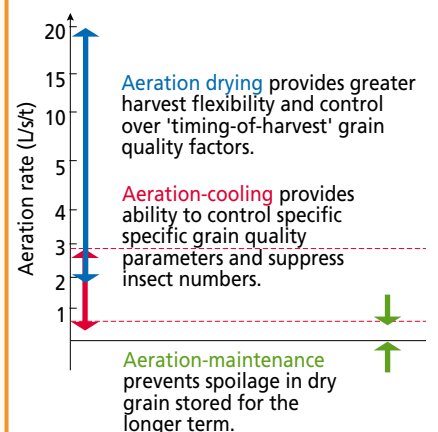 20
15
10
5
4
3
2
1
Aeration rate (L/s/t)
Aeration drying provides greater
harvest flexibility and control
over 'timing-of-harvest' grain
quality factors.
Aeration-cooling provides
ability to control specific
specific grain quality
parameters and suppress
insect numbers.
Aeration-maintenance
prevents spoilage in dry
grain stored for the
longer term.